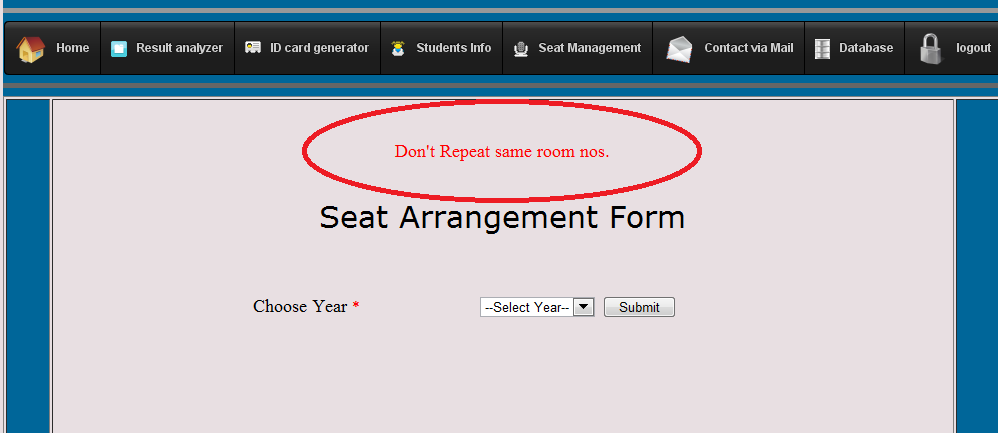 Home Result analyzer ID card generator Students Info Seat Management Contact via Mail Database logout
Don't Repeat same room nos.
Seat Arrangement Form
Choose Year * --Select Year-- Submit